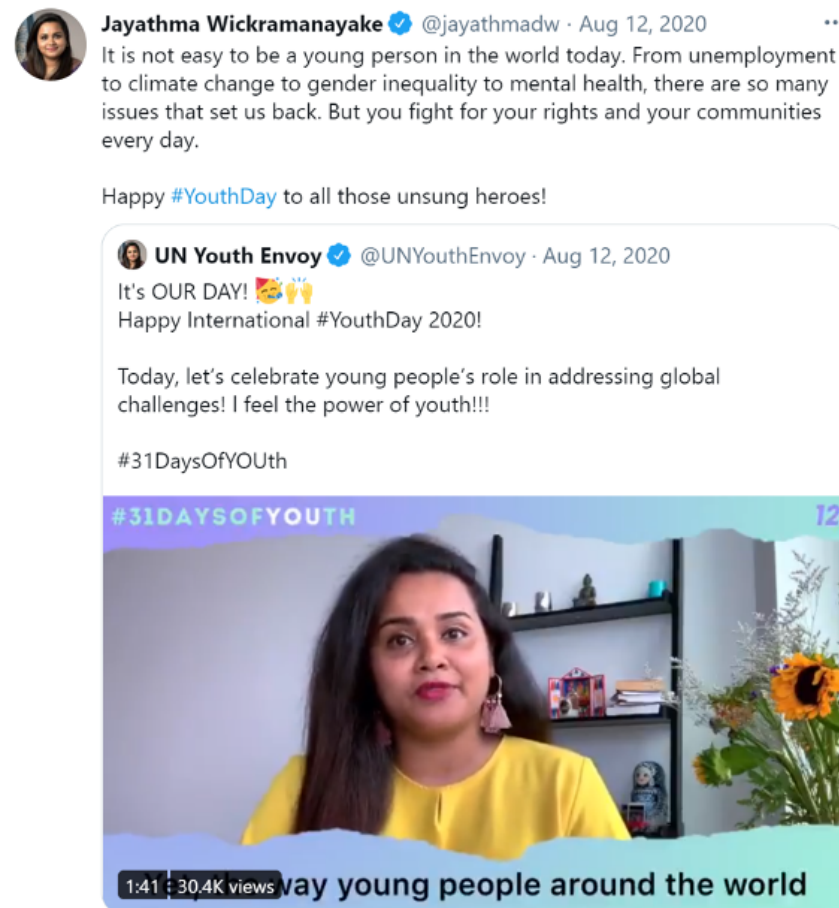 Jayathma Wickramanayake @jayathmadw · Aug 12, 2020
It is not easy to be a young person in the world today. From unemployment
to climate change to gender inequality to mental health, there are so many
issues that set us back. But you fight for your rights and your communities
every day.
Happy #YouthDay to all those unsung heroes!
UN Youth Envoy @UNYouthEnvoy · Aug 12, 2020
It's OUR DAY! 🥳🙌
Happy International #YouthDay 2020!
Today, let’s celebrate young people’s role in addressing global
challenges! I feel the power of youth!!!
#31DaysOfYOUth
#31DAYSOFYOUTH
12
1:41 30.4K views
way young people around the world